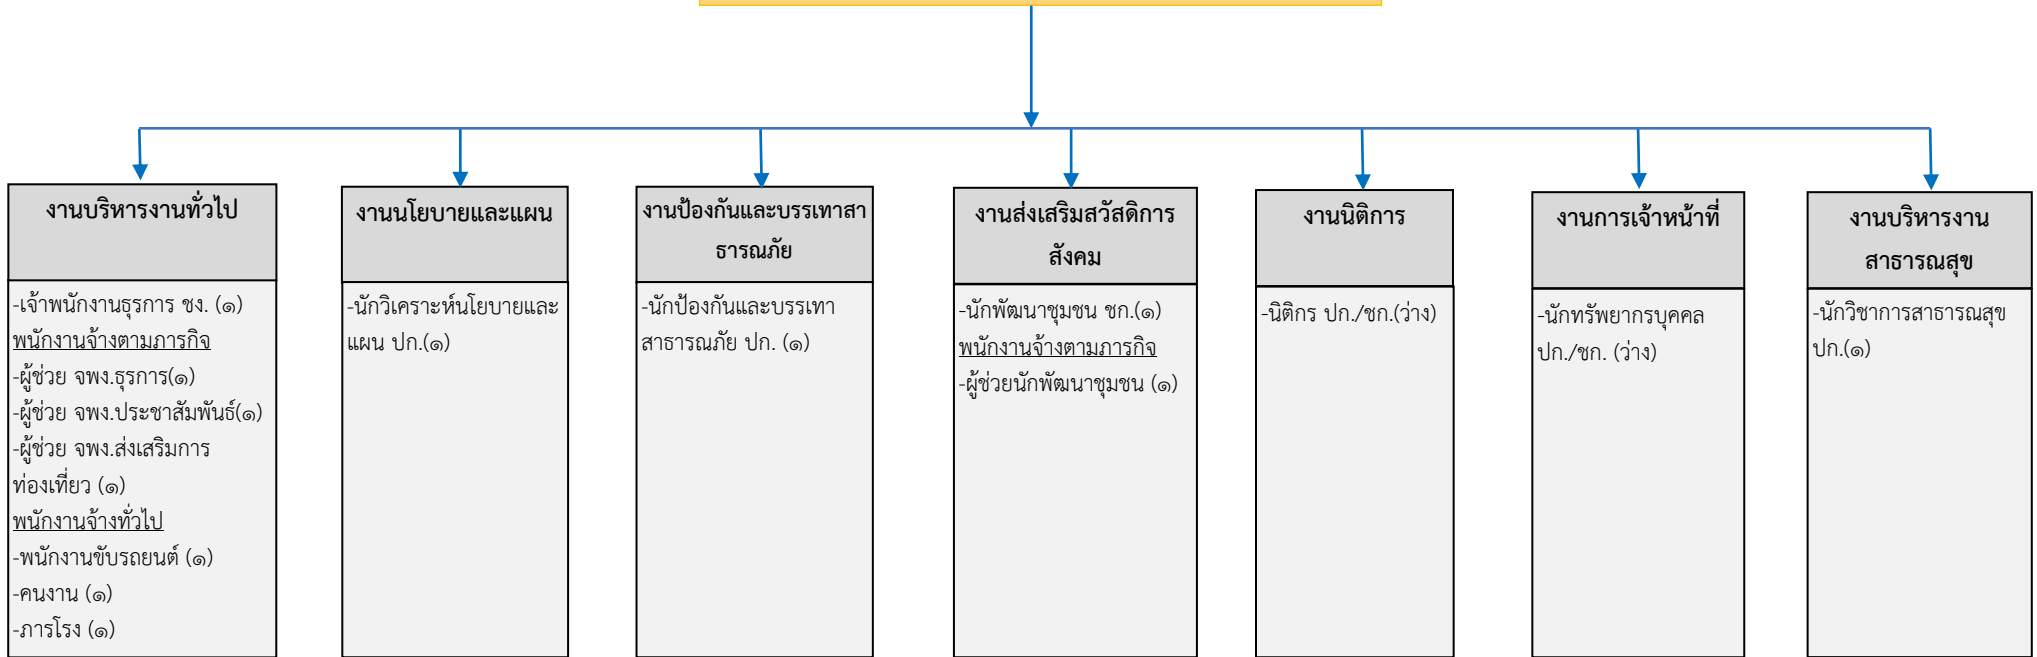 งานบริหารงานทั่วไป
-เจ้าพนักงานธุรการ ชง. (๑)
พนักงานจ้างตามภารกิจ
-ผู้ช่วย จพง.ธุรการ(๑)
-ผู้ช่วย จพง.ประชาสัมพันธ์(๑)
-ผู้ช่วย จพง.ส่งเสริมการ
ท่องเที่ยว (๑)
พนักงานจ้างทั่วไป
-พนักงานขับรถยนต์ (๑)
-คนงาน (๑)
-ภารโรง (๑)
งานนโยบายและแผน
-นักวิเคราะห์นโยบายและ
แผน ปก.(๑)
งานป้องกันและบรรเทาสา
ธารณภัย
-นักป้องกันและบรรเทา
สาธารณภัย ปก. (๑)
งานส่งเสริมสวัสดิการ
สังคม
-นักพัฒนาชุมชน ชก.(๑)
พนักงานจ้างตามภารกิจ
-ผู้ช่วยนักพัฒนาชุมชน (๑)
งานนิติการ
-นิติกร ปก./ชก.(ว่าง)
งานการเจ้าหน้าที่
-นักทรัพยากรบุคคล
ปก./ชก. (ว่าง)
งานบริหารงาน
สาธารณสุข
-นักวิชาการสาธารณสุข
ปก.(๑)